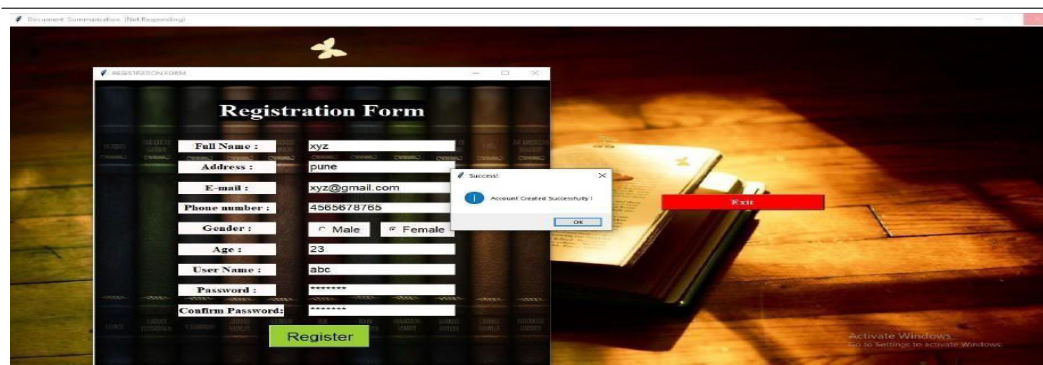 Document Summarization (Not Responding)
REGISTRATION FORM
Registration Form
Full Name : xyz
Address : pune
E-mail : xyz@gmail.com
Phone number : 4565678765
Gender : Male Female
Age : 23
User Name : abc
Password : *******
Confirm Password: *******
Register
Success!
Account Created Successfully !
OK
Exit
Activate Windows
Go to Settings to activate Windows.